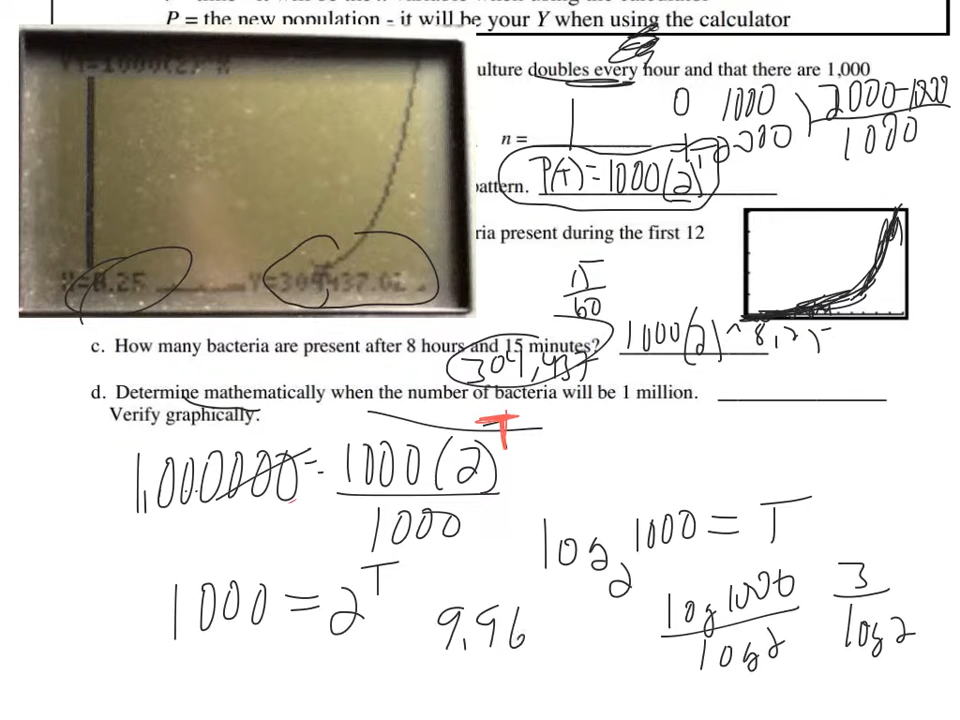 P = the new population - it will be your Y when using the calculator
Y1=1000(2)^X
ulture doubles every hour and that there are 1,000
0 1000
2000-1000
1000
n =
pattern. P(T)=1000(2)^T
ria present during the first 12
X=8.25 Y=304437.02
15
60
c. How many bacteria are present after 8 hours and 15 minutes? 1000(2)^8.25
304,437
d. Determine mathematically when the number of bacteria will be 1 million.
Verify graphically.
1,000,000 = 1000(2)^T
1000
log₂1000 = T
1000 = 2^T
9.96
log 1000
log 2
3
log 2